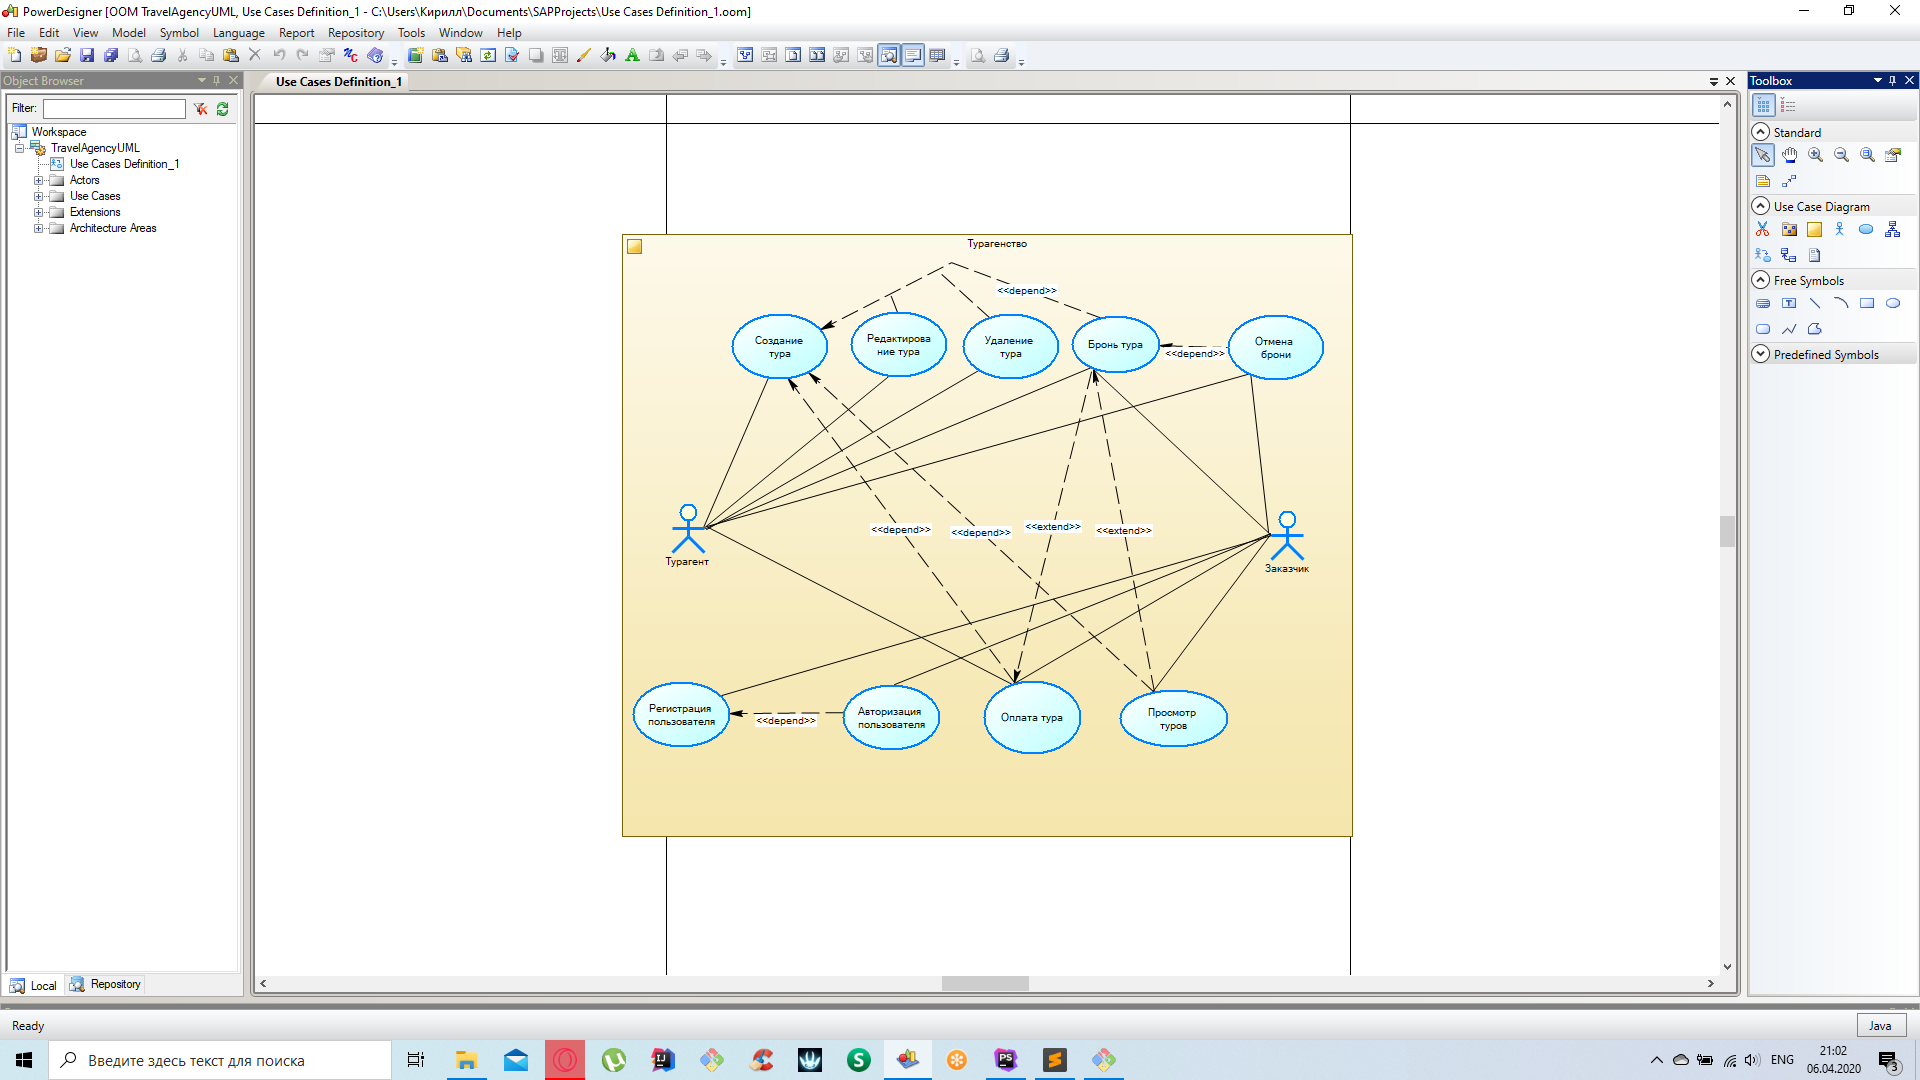 PowerDesigner [OOM TravelAgencyUML, Use Cases Definition_1 - C:\Users\Кирилл\Documents\SAPProjects\Use Cases Definition_1.oom]
File Edit View Model Symbol Language Report Repository Tools Window Help
Object Browser
Filter:
Workspace
TravelAgencyUML
Use Cases Definition_1
Actors
Use Cases
Extensions
Architecture Areas
Local
Repository
Use Cases Definition_1
Турагенство
<<depend>>
Создание
тура
Редактирова
ние тура
Удаление
тура
Бронь тура
<<depend>>
Отмена
брони
<<depend>>
<<depend>>
<<extend>>
<<extend>>
Турагент
Заказчик
Регистрация
пользователя
<<depend>>
Авторизация
пользователя
Оплата тура
Просмотр
туров
Toolbox
Standard
Use Case Diagram
Free Symbols
Predefined Symbols
Ready
Java
Введите здесь текст для поиска
ENG
21:02
06.04.2020
3